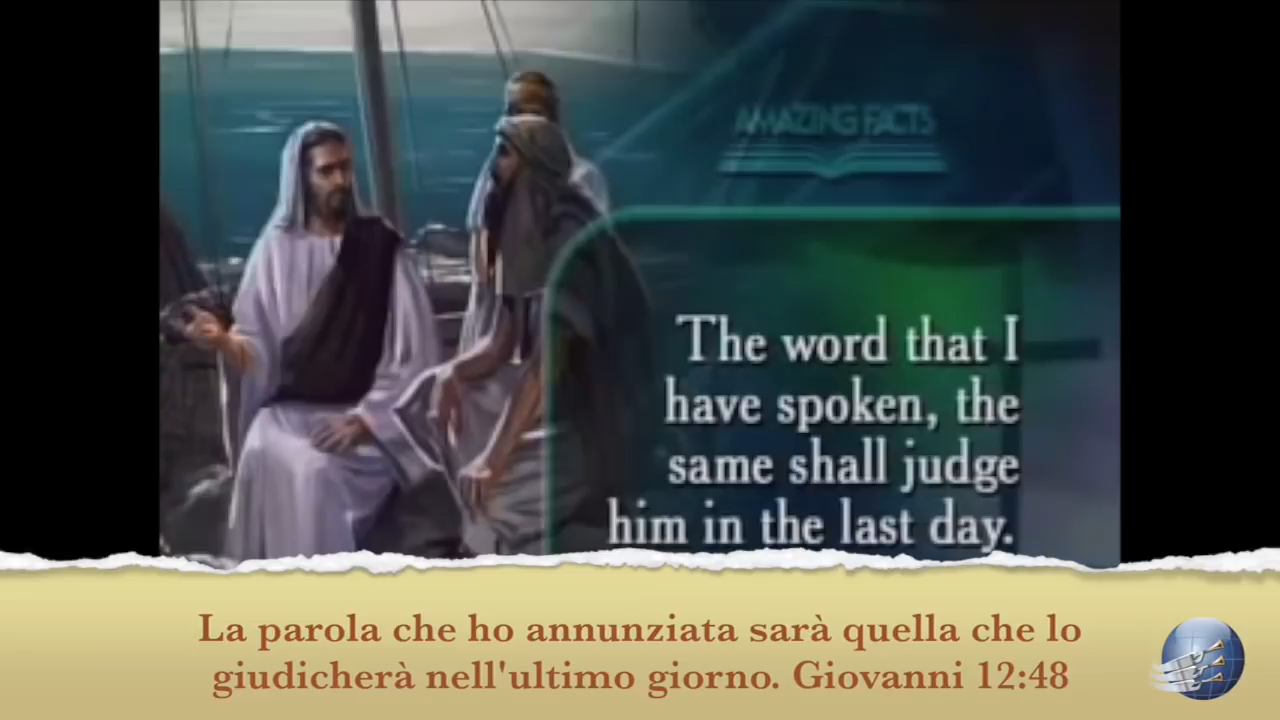 AMAZING FACTS
The word that I
have spoken, the
same shall judge
him in the last day.
La parola che ho annunziata sarà quella che lo
giudicherà nell'ultimo giorno. Giovanni 12:48